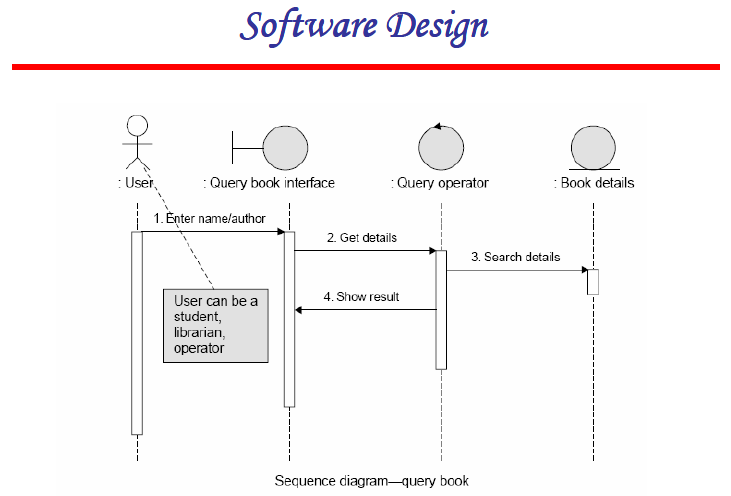 Software Design
: User
: Query book interface
: Query operator
: Book details
1. Enter name/author
2. Get details
3. Search details
4. Show result
User can be a
student,
librarian,
operator
Sequence diagram—query book